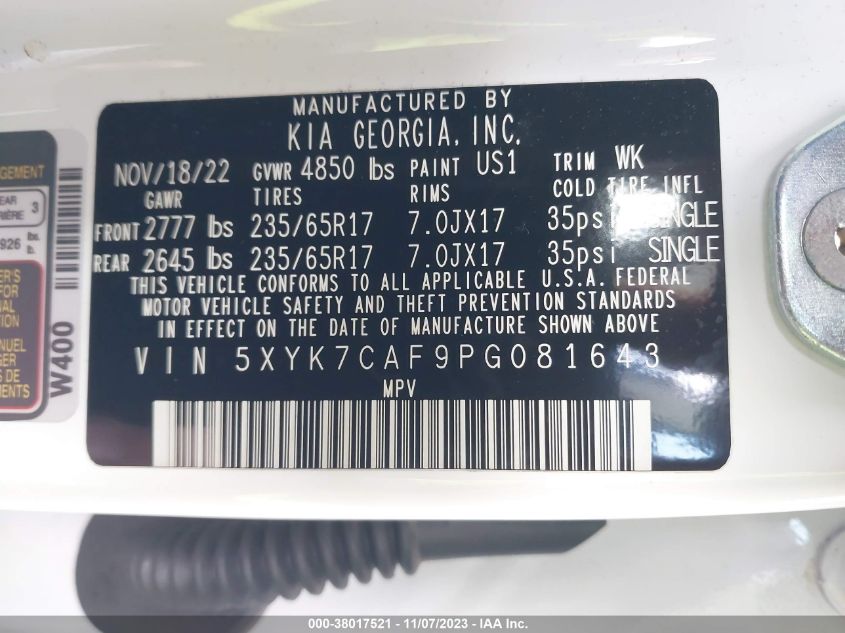 MANUFACTURED BY
KIA GEORGIA, INC.
NOV/18/22 GVWR 4850 lbs PAINT US1 TRIM WK
GAWR TIRES RIMS COLD TIRE INFL
FRONT 2777 lbs 235/65R17 7.0JX17 35psi SINGLE
REAR 2645 lbs 235/65R17 7.0JX17 35psi SINGLE
THIS VEHICLE CONFORMS TO ALL APPLICABLE U.S.A. FEDERAL
MOTOR VEHICLE SAFETY AND THEFT PREVENTION STANDARDS
IN EFFECT ON THE DATE OF MANUFACTURE SHOWN ABOVE
VIN 5XYK7CAF9PG081643
MPV
3
W400
000-38017521 - 11/07/2023 - IAA Inc.